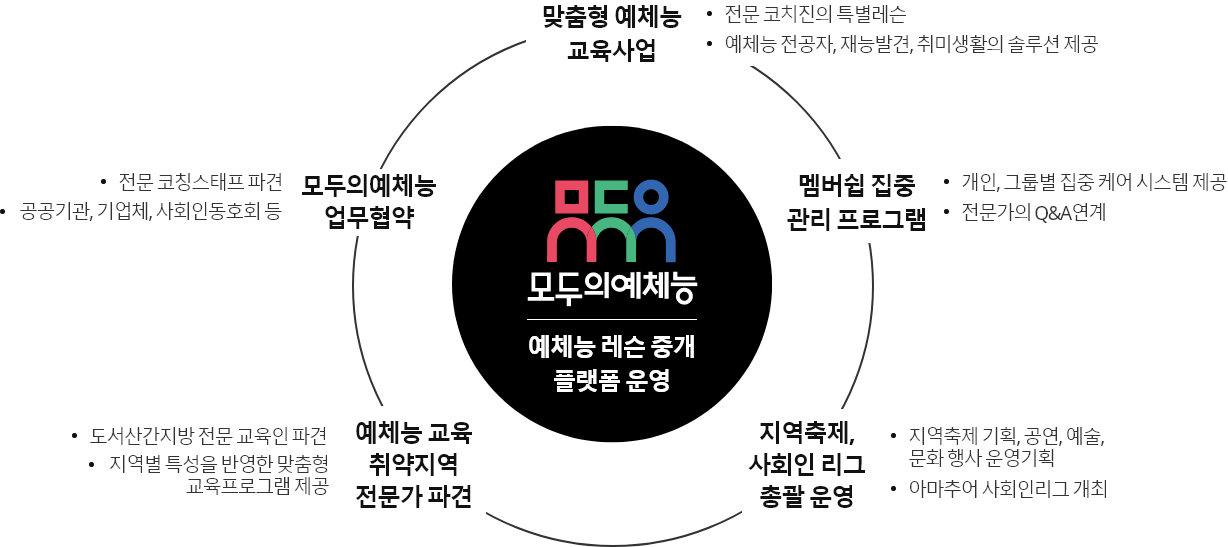 맞춤형 예체능
교육사업
• 전문 코치진의 특별레슨
• 예체능 전공자, 재능발견, 취미생활의 솔루션 제공
멤버쉽 집중
관리 프로그램
• 개인, 그룹별 집중 케어 시스템 제공
• 전문가의 Q&A연계
지역축제,
사회인 리그
총괄 운영
• 지역축제 기획, 공연, 예술,
문화 행사 운영기획
• 아마추어 사회인리그 개최
예체능 교육
취약지역
전문가 파견
• 도서산간지방 전문 교육인 파견
• 지역별 특성을 반영한 맞춤형
교육프로그램 제공
모두의예체능
업무협약
• 전문 코칭스태프 파견
• 공공기관, 기업체, 사회인동호회 등
모두의예체능
예체능 레슨 중개
플랫폼 운영